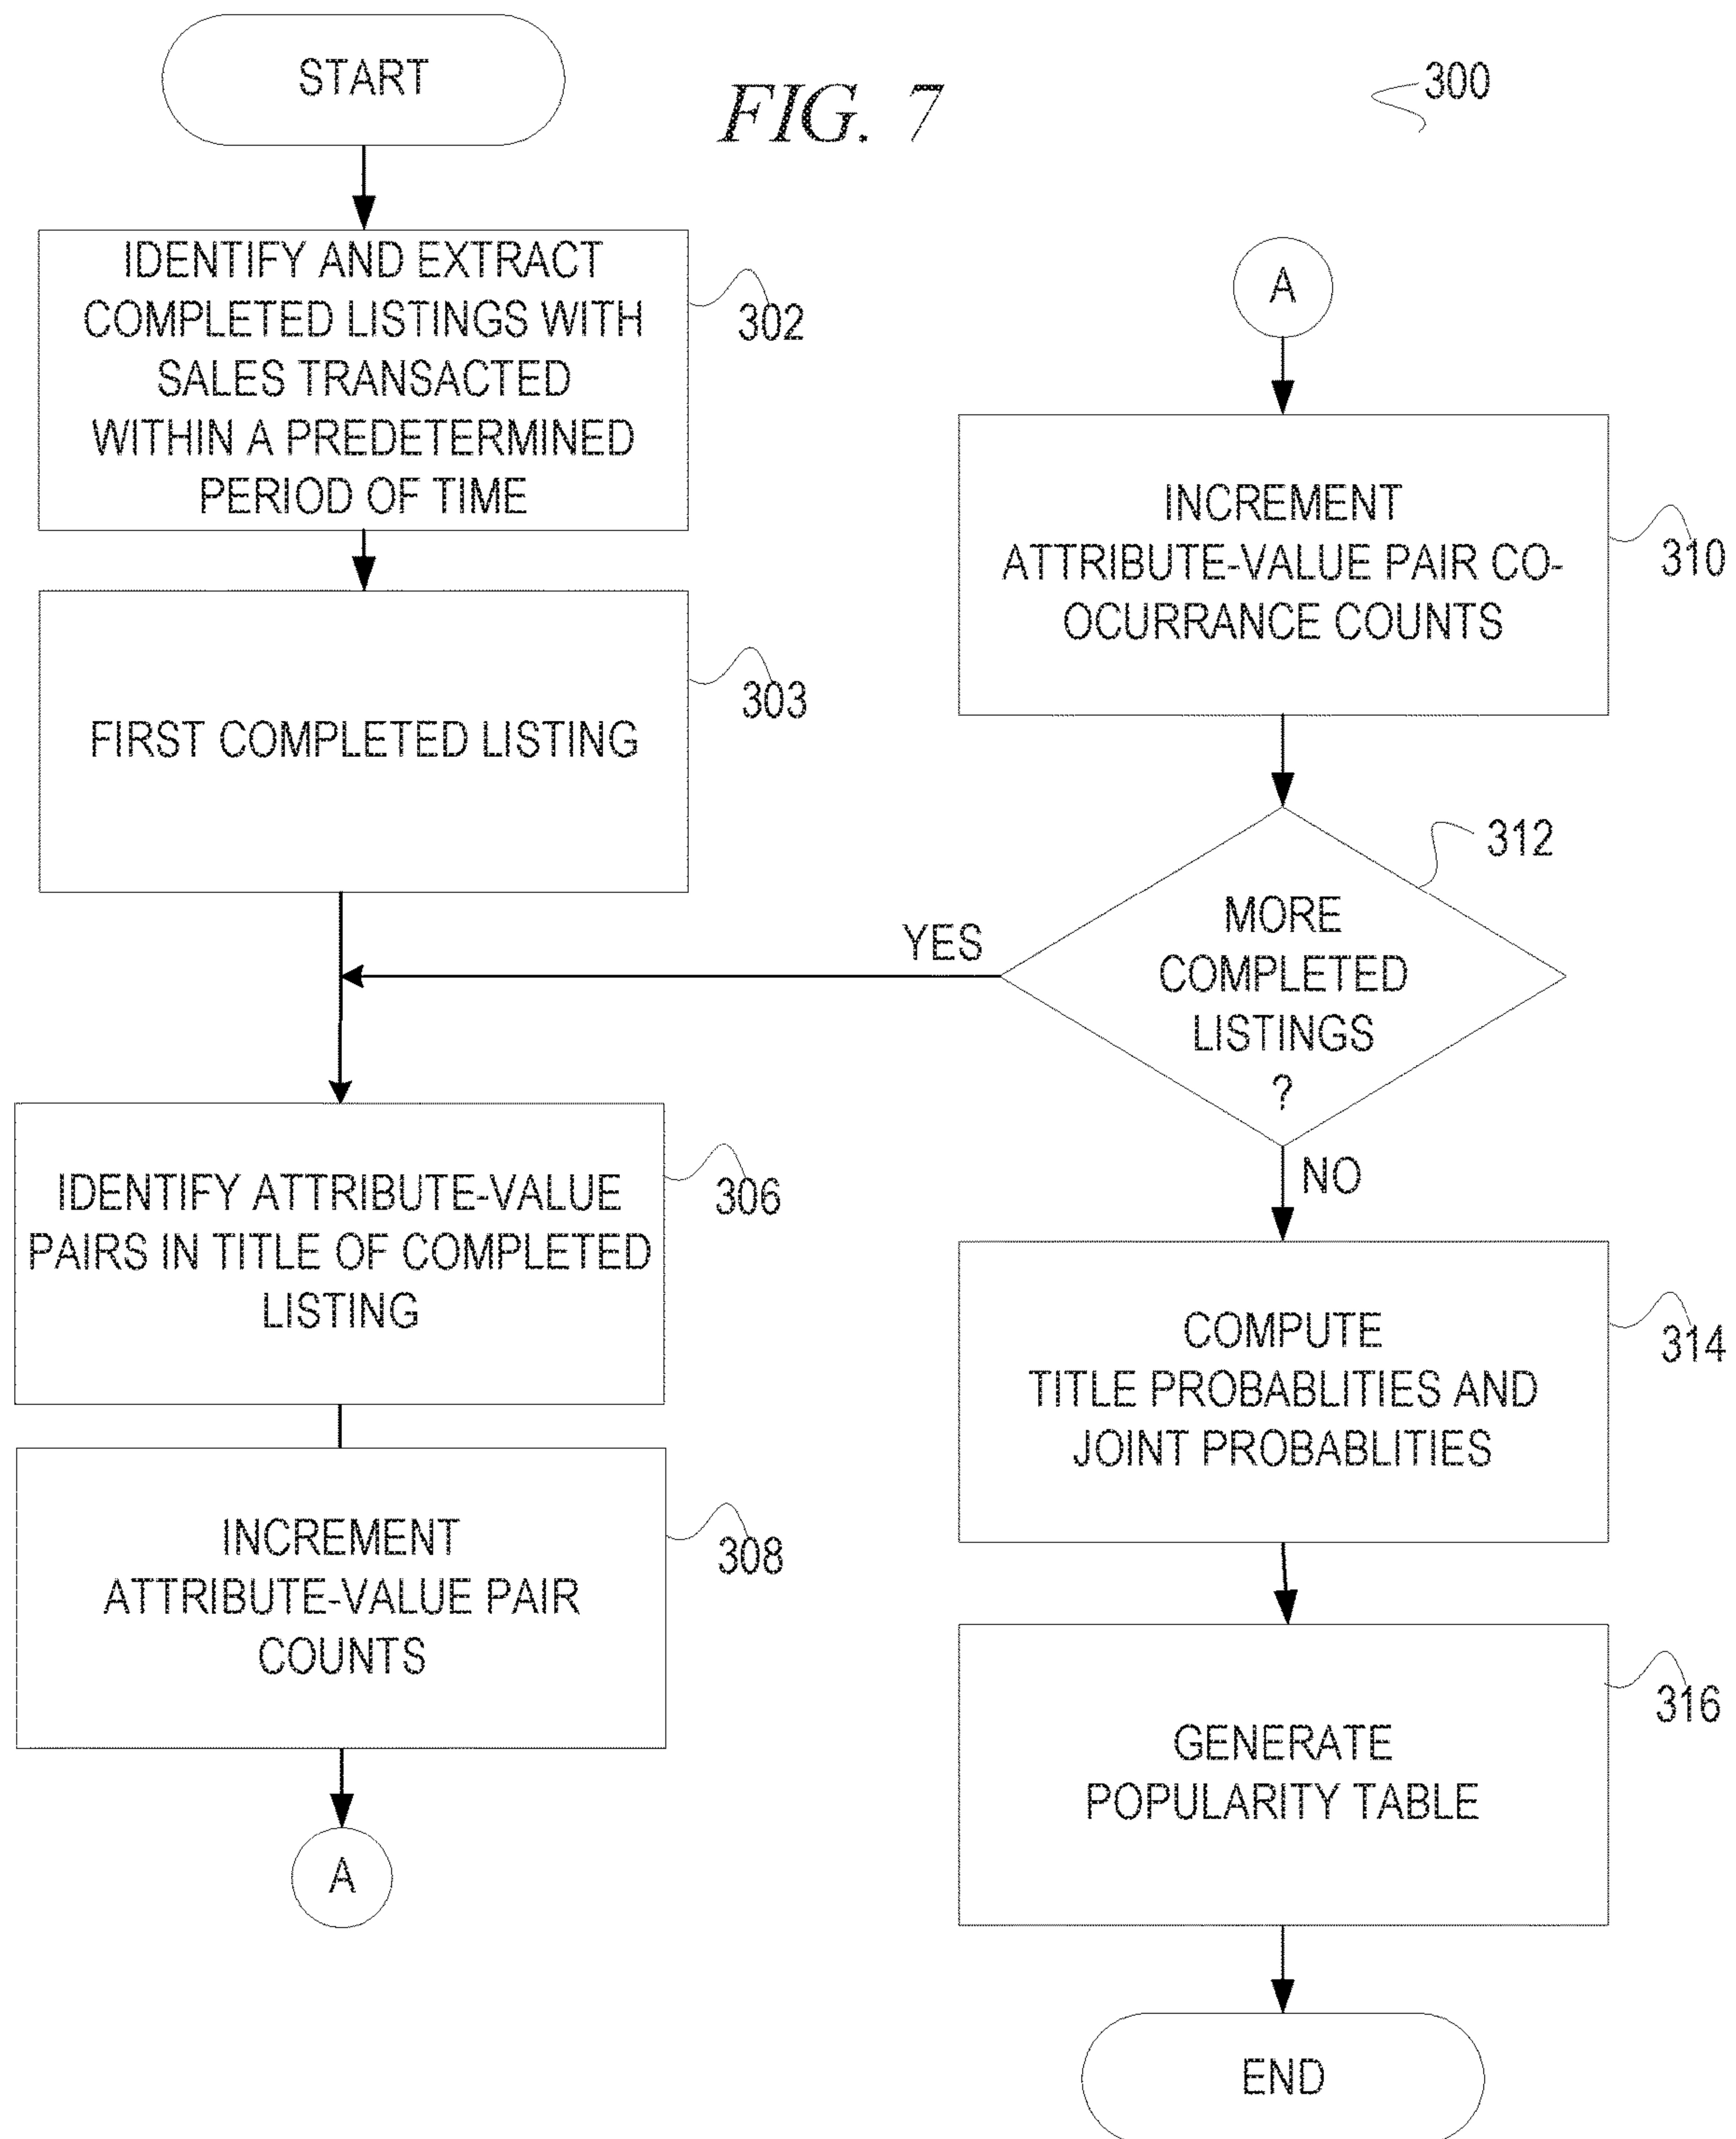 START
FIG. 7
300
IDENTIFY AND EXTRACT
COMPLETED LISTINGS WITH
SALES TRANSACTED
WITHIN A PREDETERMINED
PERIOD OF TIME
302
FIRST COMPLETED LISTING
303
IDENTIFY ATTRIBUTE-VALUE
PAIRS IN TITLE OF COMPLETED
LISTING
306
INCREMENT
ATTRIBUTE-VALUE PAIR
COUNTS
308
A
A
INCREMENT
ATTRIBUTE-VALUE PAIR CO-
OCURRANCE COUNTS
310
MORE
COMPLETED
LISTINGS
?
312
YES
NO
COMPUTE
TITLE PROBABLITIES AND
JOINT PROBABLITIES
314
GENERATE
POPULARITY TABLE
316
END